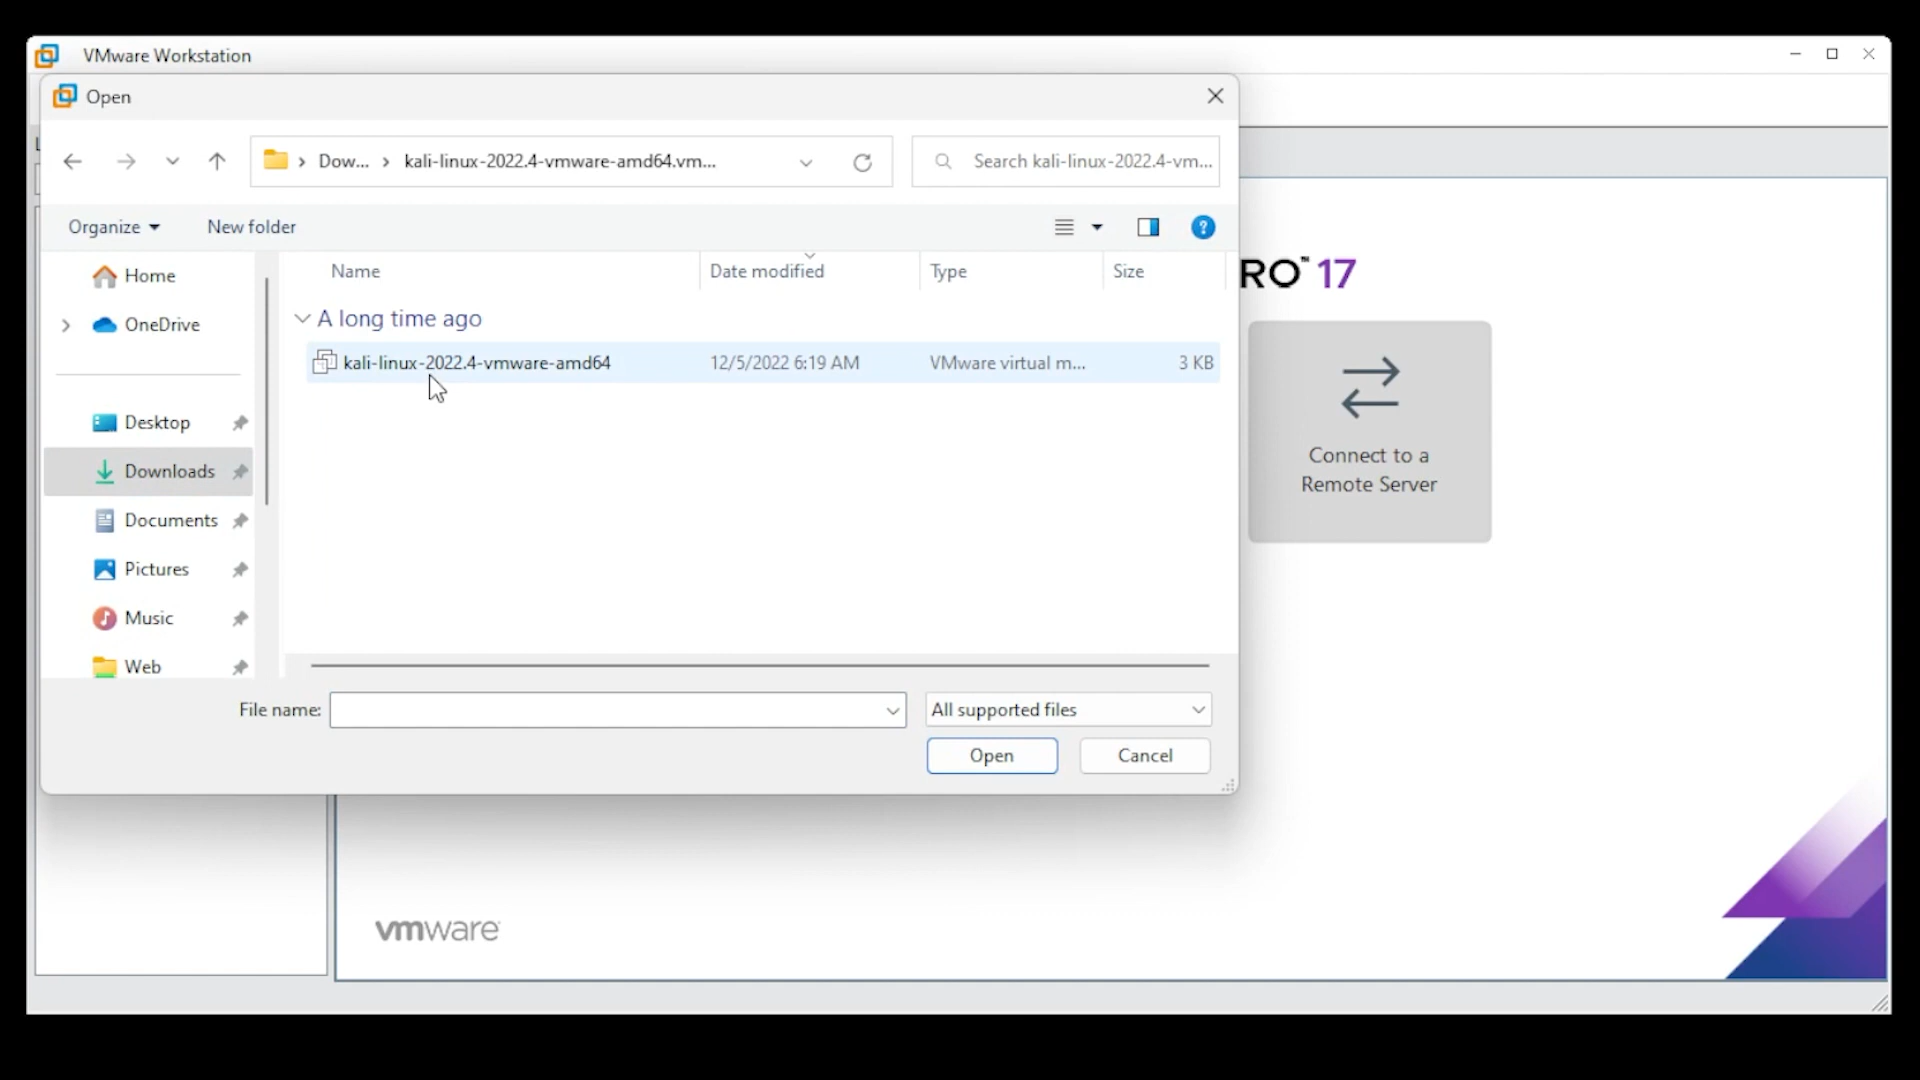 VMware Workstation
Open
Dow... › kali-linux-2022.4-vmware-amd64.vm...
Search kali-linux-2022.4-vm...
Organize
New folder
?
Name
Date modified
Type
Size
Home
OneDrive
Desktop
Downloads
Documents
Pictures
Music
Web
A long time ago
kali-linux-2022.4-vmware-amd64
12/5/2022 6:19 AM
VMware virtual m...
3 KB
File name:
All supported files
Open
Cancel
RO™ 17
Connect to a
Remote Server
vmware